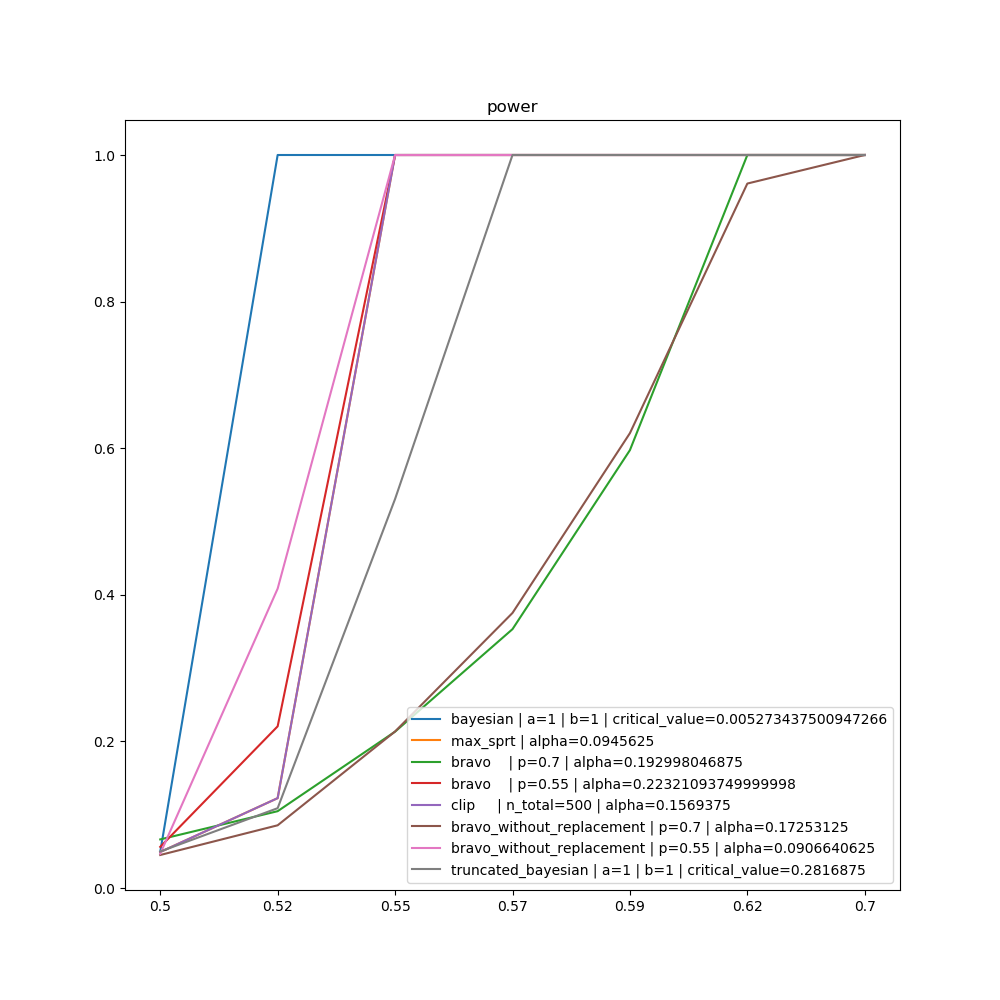 power
1.0
0.8
0.6
0.4
0.2
0.0
bayesian | a=1 | b=1 | critical_value=0.005273437500947266
max_sprt | alpha=0.0945625
bravo    | p=0.7 | alpha=0.192998046875
bravo    | p=0.55 | alpha=0.22321093749999998
clip     | n_total=500 | alpha=0.1569375
bravo_without_replacement | p=0.7 | alpha=0.17253125
bravo_without_replacement | p=0.55 | alpha=0.0906640625
truncated_bayesian | a=1 | b=1 | critical_value=0.2816875
0.5 0.52 0.55 0.57 0.59 0.62 0.7